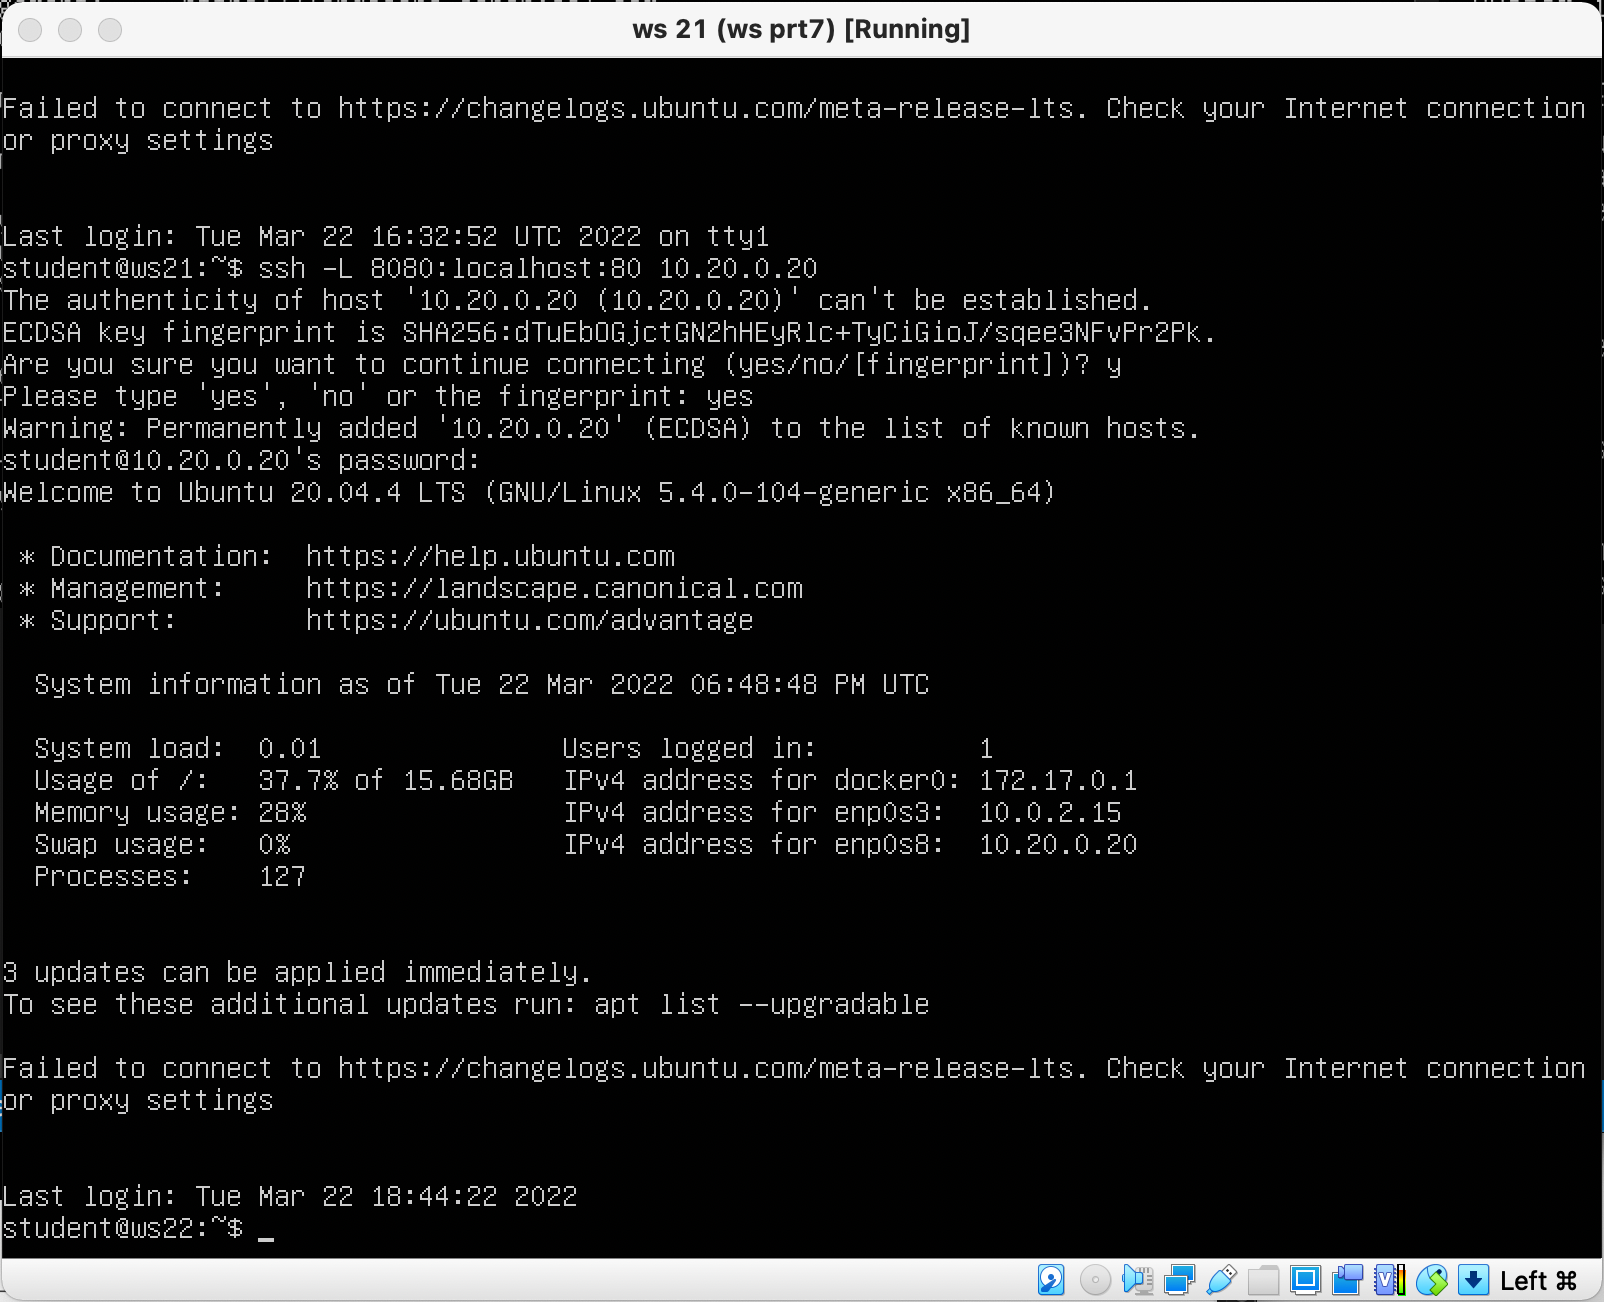 ws 21 (ws prt7) [Running]
Failed to connect to https://changelogs.ubuntu.com/meta-release-lts. Check your Internet connection
or proxy settings
Last login: Tue Mar 22 16:32:52 UTC 2022 on tty1
student@ws21:~$ ssh -L 8080:localhost:80 10.20.0.20
The authenticity of host '10.20.0.20 (10.20.0.20)' can't be established.
ECDSA key fingerprint is SHA256:dTuEbOGjctGN2hHEyRlc+TyCiGioJ/sqee3NFvPr2Pk.
Are you sure you want to continue connecting (yes/no/[fingerprint])? y
Please type 'yes', 'no' or the fingerprint: yes
Warning: Permanently added '10.20.0.20' (ECDSA) to the list of known hosts.
student@10.20.0.20's password:
Welcome to Ubuntu 20.04.4 LTS (GNU/Linux 5.4.0-104-generic x86_64)
* Documentation:  https://help.ubuntu.com
* Management:     https://landscape.canonical.com
* Support:        https://ubuntu.com/advantage
System information as of Tue 22 Mar 2022 06:48:48 PM UTC
System load:  0.01               Users logged in:          1
Usage of /:   37.7% of 15.68GB   IPv4 address for docker0: 172.17.0.1
Memory usage: 28%                IPv4 address for enp0s3:  10.0.2.15
Swap usage:   0%                 IPv4 address for enp0s8:  10.20.0.20
Processes:    127
3 updates can be applied immediately.
To see these additional updates run: apt list --upgradable
Failed to connect to https://changelogs.ubuntu.com/meta-release-lts. Check your Internet connection
or proxy settings
Last login: Tue Mar 22 18:44:22 2022
student@ws22:~$ _
Left ⌘